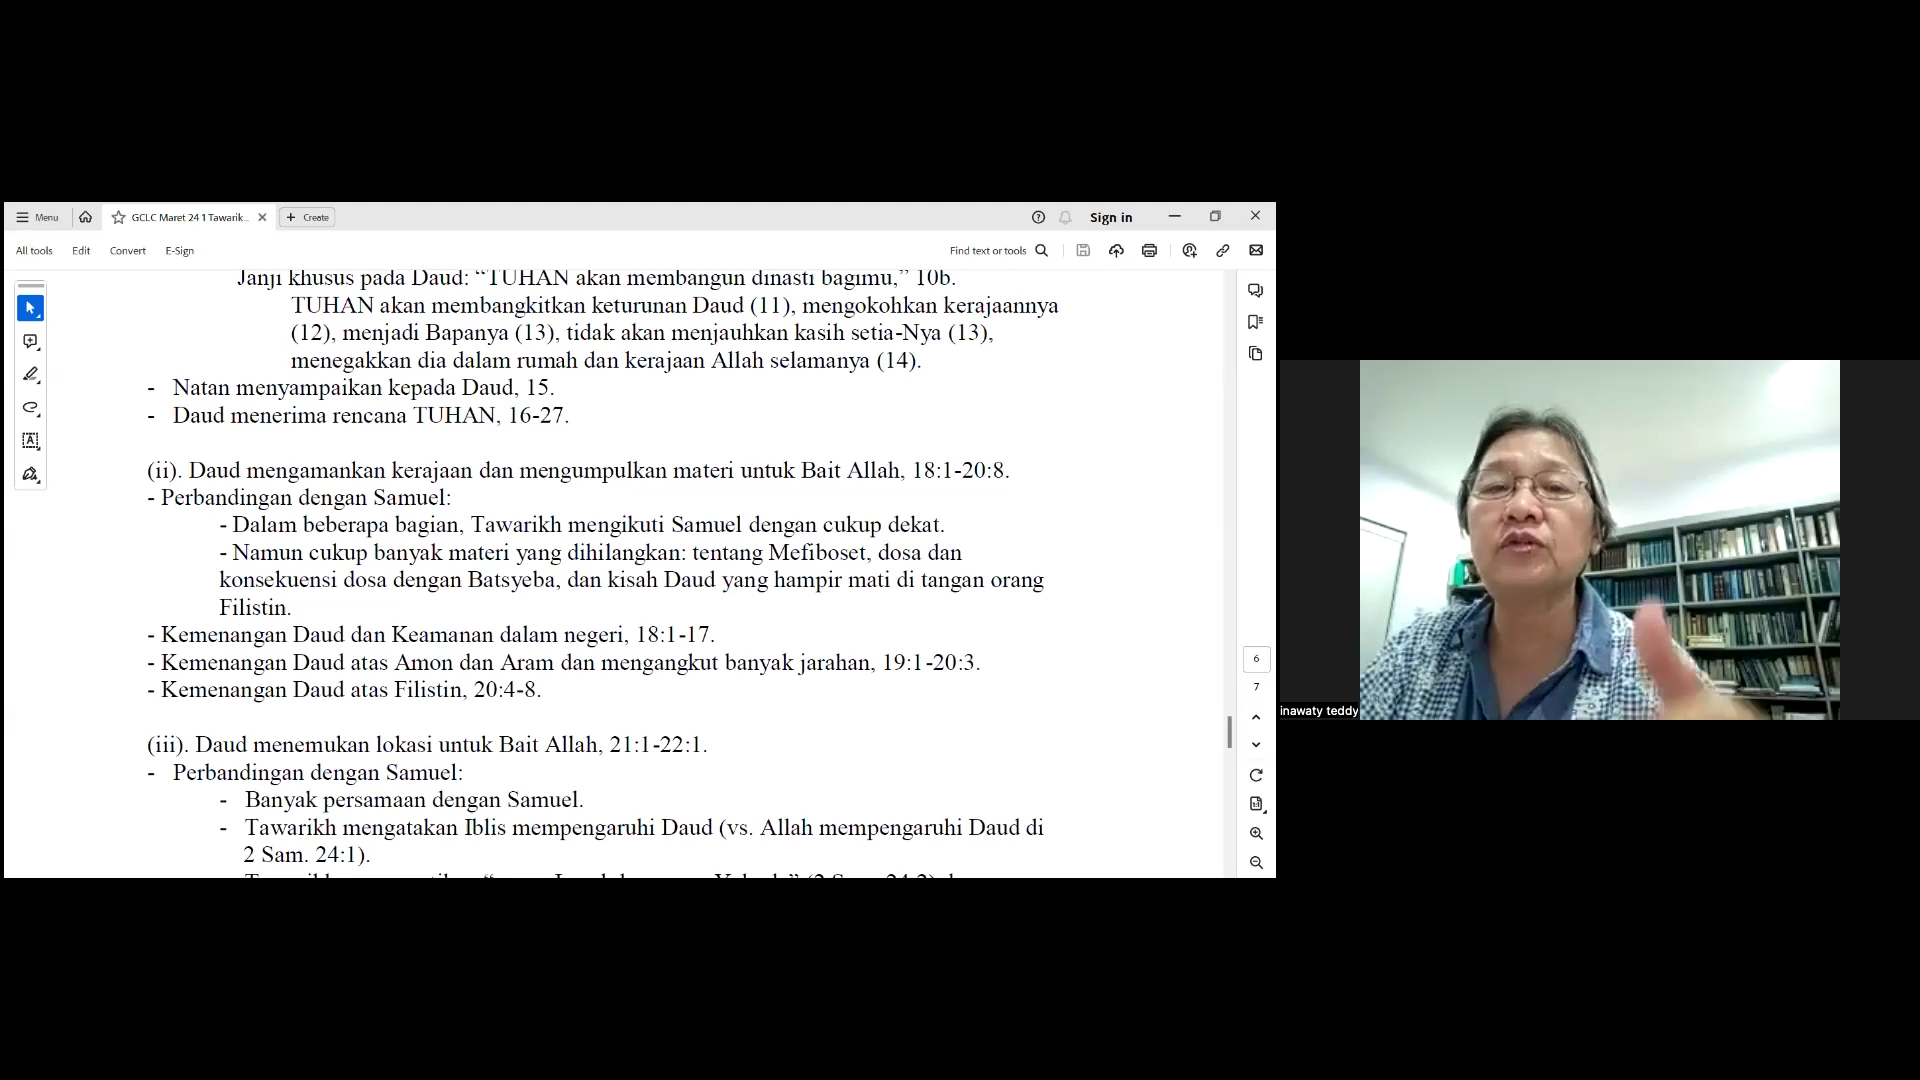 Menu
GCLC Maret 24 1 Tawarik...
Create
Sign in
All tools
Edit
Convert
E-Sign
Find text or tools
Janji khusus pada Daud: “TUHAN akan membangun dinasti bagimu,” 10b.
TUHAN akan membangkitkan keturunan Daud (11), mengokohkan kerajaannya
(12), menjadi Bapanya (13), tidak akan menjauhkan kasih setia-Nya (13),
menegakkan dia dalam rumah dan kerajaan Allah selamanya (14).
- Natan menyampaikan kepada Daud, 15.
- Daud menerima rencana TUHAN, 16-27.
(ii). Daud mengamankan kerajaan dan mengumpulkan materi untuk Bait Allah, 18:1-20:8.
- Perbandingan dengan Samuel:
- Dalam beberapa bagian, Tawarikh mengikuti Samuel dengan cukup dekat.
- Namun cukup banyak materi yang dihilangkan: tentang Mefiboset, dosa dan
konsekuensi dosa dengan Batsyeba, dan kisah Daud yang hampir mati di tangan orang
Filistin.
- Kemenangan Daud dan Keamanan dalam negeri, 18:1-17.
- Kemenangan Daud atas Amon dan Aram dan mengangkut banyak jarahan, 19:1-20:3.
- Kemenangan Daud atas Filistin, 20:4-8.
(iii). Daud menemukan lokasi untuk Bait Allah, 21:1-22:1.
- Perbandingan dengan Samuel:
- Banyak persamaan dengan Samuel.
- Tawarikh mengatakan Iblis mempengaruhi Daud (vs. Allah mempengaruhi Daud di
2 Sam. 24:1).
6
7
inawaty teddy